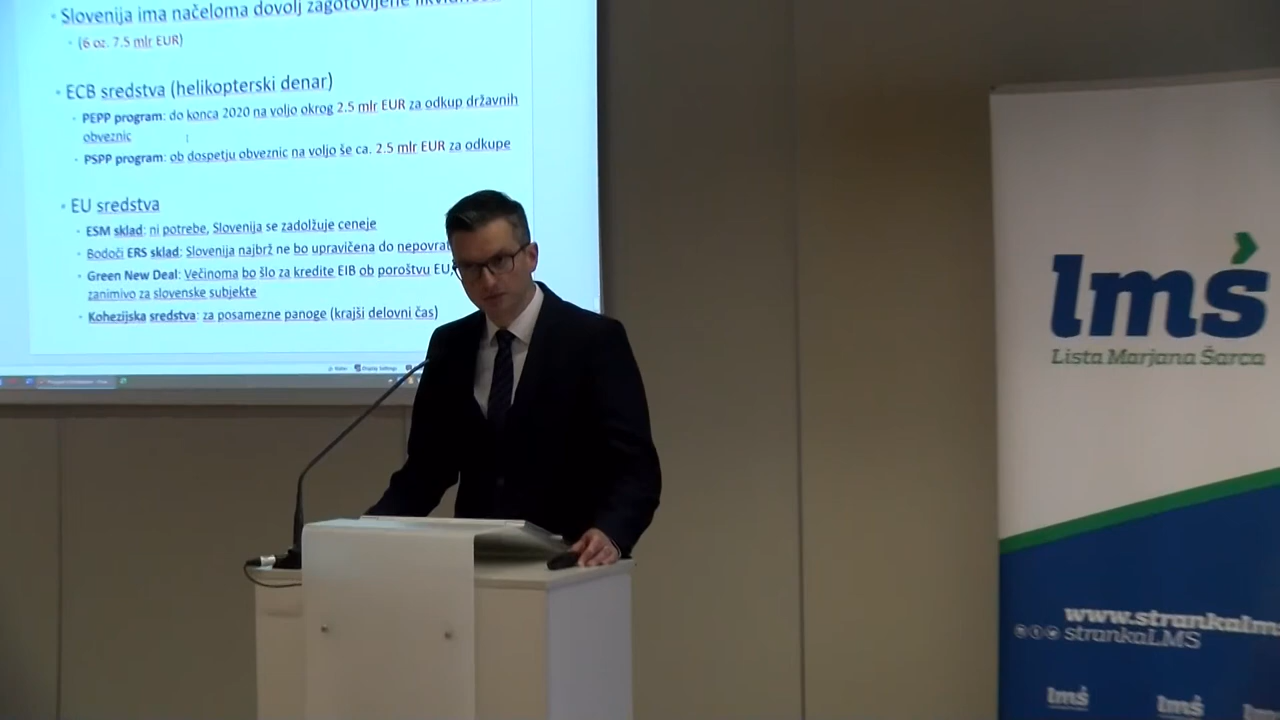 Slovenija ima načeloma dovolj zagotovljene
(6 oz. 7.5 mlr EUR)
ECB sredstva (helikopterski denar)
PEPP program: do konca 2020 na voljo okrog 2.5 mlr EUR za odkup državnih
obveznic
PSPP program: ob dospetju obveznic na voljo še ca. 2.5 mlr EUR za odkupe
EU sredstva
ESM sklad: ni potrebe, Slovenija se zadolžuje ceneje
Bodoči ERS sklad: Slovenija najbrž ne bo upravičena do nepovrat
Green New Deal: Večinoma bo šlo za kredite EIB ob poroštvu EU,
zanimivo za slovenske subjekte
Kohezijska sredstva: za posamezne panoge (krajši delovni čas)
Display Settings
lmš
Lista Marjana Šarca
www.strankalm
strankaLMS
lmš
lmš